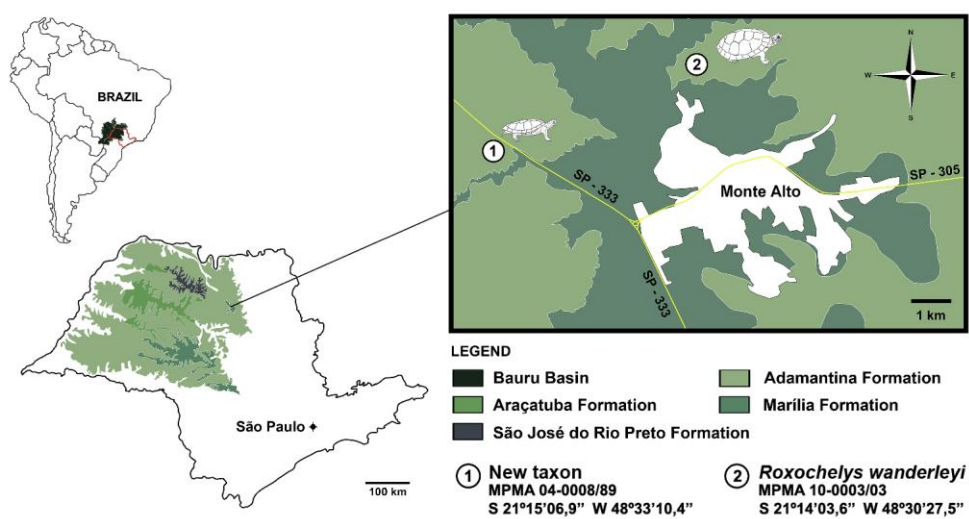 BRAZIL
São Paulo
100 km
1
2
N
W
E
S
SP - 333
SP - 305
Monte Alto
SP - 333
1 km
LEGEND
Bauru Basin
Adamantina Formation
Araçatuba Formation
Marília Formation
São José do Rio Preto Formation
1 New taxon
MPMA 04-0008/89
S 21º15’06,9” W 48º33’10,4”
2 Roxochelys wanderleyi
MPMA 10-0003/03
S 21º14’03,6” W 48º30’27,5”